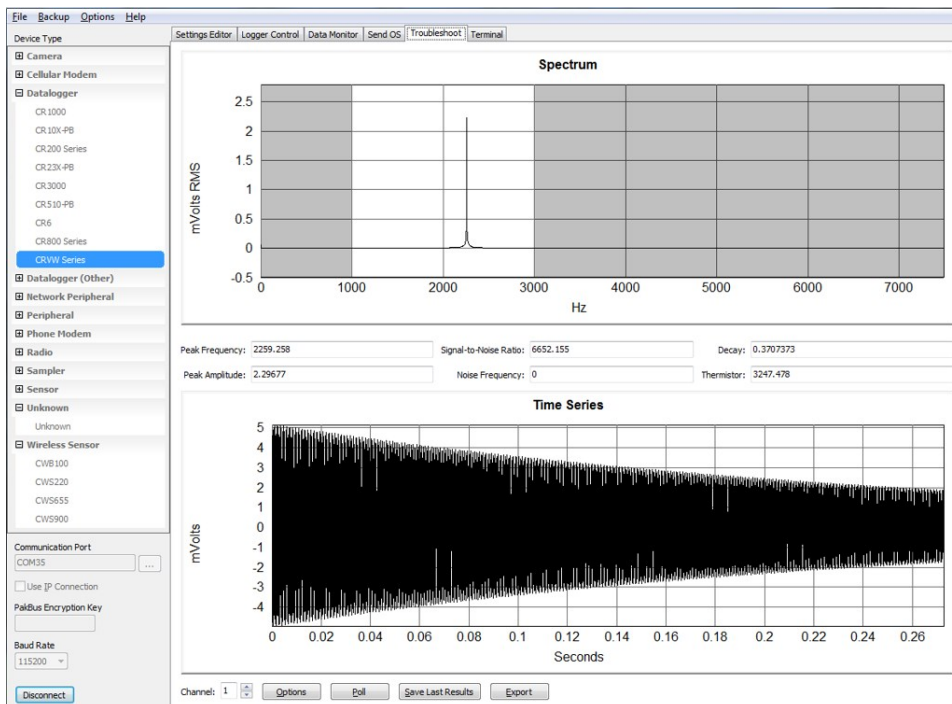 File Backup Options Help
Device Type
Camera
Cellular Modem
Datalogger
CR1000
CR10X-PB
CR200 Series
CR23X-PB
CR3000
CR510-PB
CR6
CR800 Series
CRVW Series
Datalogger (Other)
Network Peripheral
Peripheral
Phone Modem
Radio
Sampler
Sensor
Unknown
Unknown
Wireless Sensor
CWB100
CWS220
CWS655
CWS900
Communication Port
COM35
...
Use IP Connection
PakBus Encryption Key
Baud Rate
115200
Disconnect
Settings Editor Logger Control Data Monitor Send OS Troubleshoot Terminal
Spectrum
mVolts RMS
2.5
2
1.5
1
0.5
0
-0.5
0 1000 2000 3000 4000 5000 6000 7000
Hz
Peak Frequency: 2259.258 Signal-to-Noise Ratio: 6652.155 Decay: 0.3707373
Peak Amplitude: 2.29677 Noise Frequency: 0 Thermistor: 3247.478
Time Series
mVolts
5
4
3
2
1
0
-1
-2
-3
-4
0 0.02 0.04 0.06 0.08 0.1 0.12 0.14 0.16 0.18 0.2 0.22 0.24 0.26
Seconds
Channel: 1 Options Poll Save Last Results Export